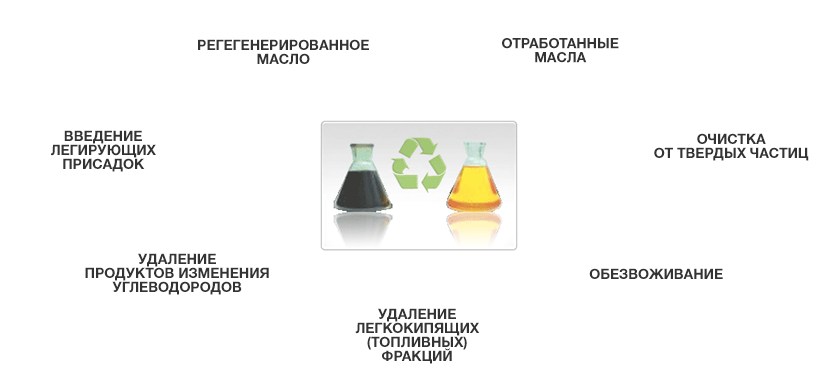 РЕГЕГЕНЕРИРОВАННОЕ
МАСЛО
ОТРАБОТАННЫЕ
МАСЛА
ВВЕДЕНИЕ
ЛЕГИРУЮЩИХ
ПРИСАДОК
ОЧИСТКА
ОТ ТВЕРДЫХ ЧАСТИЦ
УДАЛЕНИЕ
ПРОДУКТОВ ИЗМЕНЕНИЯ
УГЛЕВОДОРОДОВ
ОБЕЗВОЖИВАНИЕ
УДАЛЕНИЕ
ЛЕГКОКИПЯЩИХ
(ТОПЛИВНЫХ)
ФРАКЦИЙ